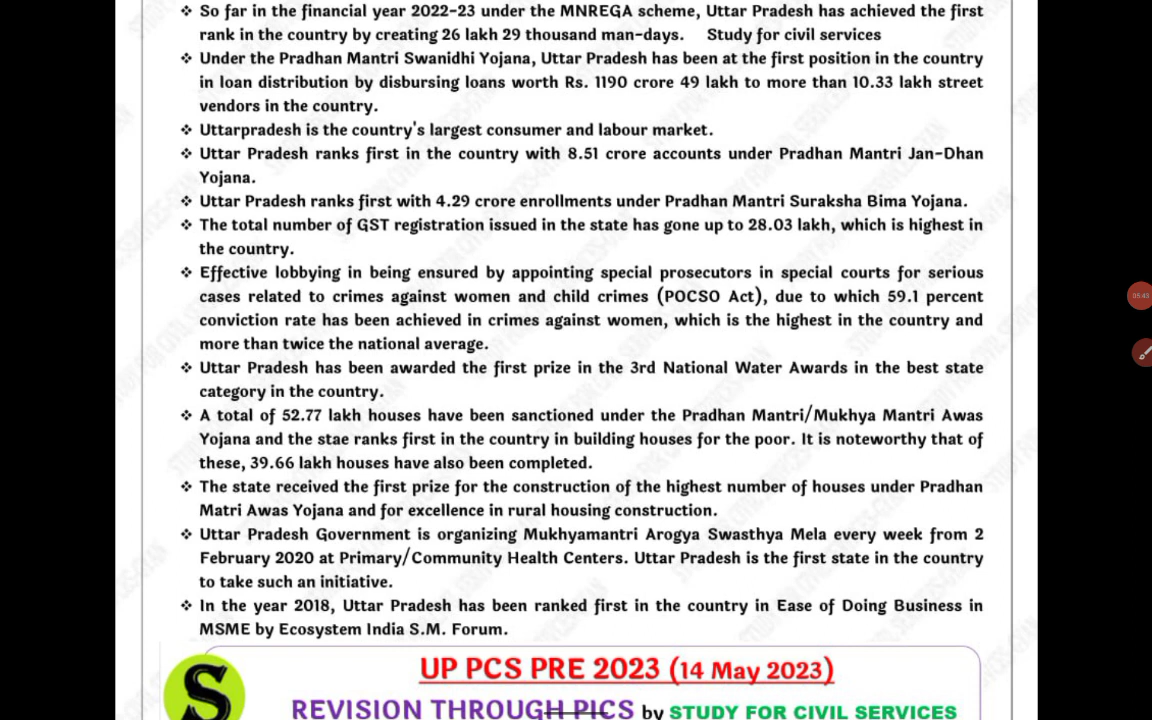 ❖ So far in the financial year 2022-23 under the MNREGA scheme, Uttar Pradesh has achieved the first
rank in the country by creating 26 lakh 29 thousand man-days. Study for civil services
❖ Under the Pradhan Mantri Swanidhi Yojana, Uttar Pradesh has been at the first position in the country
in loan distribution by disbursing loans worth Rs. 1190 crore 49 lakh to more than 10.33 lakh street
vendors in the country.
❖ Uttarpradesh is the country's largest consumer and labour market.
❖ Uttar Pradesh ranks first in the country with 8.51 crore accounts under Pradhan Mantri Jan-Dhan
Yojana.
❖ Uttar Pradesh ranks first with 4.29 crore enrollments under Pradhan Mantri Suraksha Bima Yojana.
❖ The total number of GST registration issued in the state has gone up to 28.03 lakh, which is highest in
the country.
❖ Effective lobbying in being ensured by appointing special prosecutors in special courts for serious
cases related to crimes against women and child crimes (POCSO Act), due to which 59.1 percent
conviction rate has been achieved in crimes against women, which is the highest in the country and
more than twice the national average.
❖ Uttar Pradesh has been awarded the first prize in the 3rd National Water Awards in the best state
category in the country.
❖ A total of 52.77 lakh houses have been sanctioned under the Pradhan Mantri/Mukhya Mantri Awas
Yojana and the stae ranks first in the country in building houses for the poor. It is noteworthy that of
these, 39.66 lakh houses have also been completed.
❖ The state received the first prize for the construction of the highest number of houses under Pradhan
Matri Awas Yojana and for excellence in rural housing construction.
❖ Uttar Pradesh Government is organizing Mukhyamantri Arogya Swasthya Mela every week from 2
February 2020 at Primary/Community Health Centers. Uttar Pradesh is the first state in the country
to take such an initiative.
❖ In the year 2018, Uttar Pradesh has been ranked first in the country in Ease of Doing Business in
MSME by Ecosystem India S.M. Forum.
S
UP PCS PRE 2023 (14 May 2023)
REVISION THROUGH PICS by STUDY FOR CIVIL SERVICES